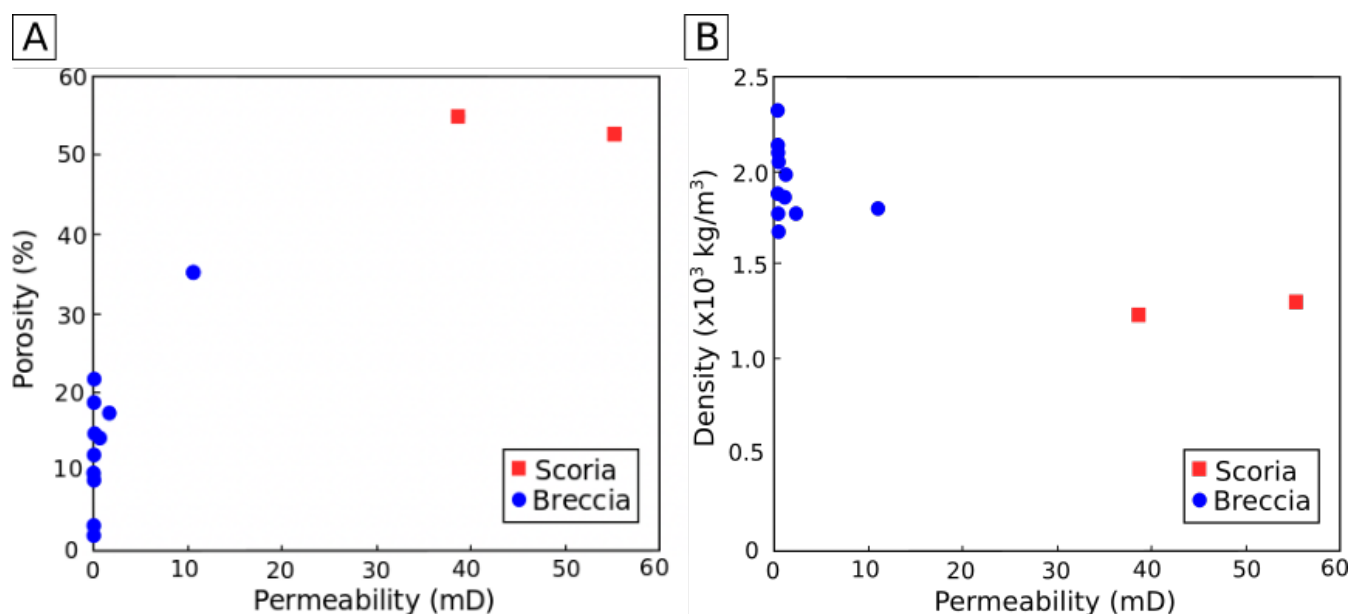 A
60
50
40
30
20
10
0
Porosity (%)
0 10 20 30 40 50 60
Permeability (mD)
Scoria
Breccia
B
2.5
2.0
1.5
1.0
0.5
0
Density (x10³ kg/m³)
0 10 20 30 40 50 60
Permeability (mD)
Scoria
Breccia